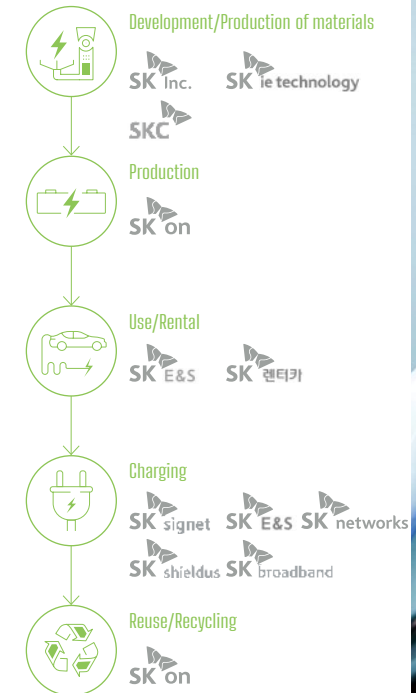 Development/Production of materials
SK Inc. SK ie technology
SKC
Production
SK on
Use/Rental
SK E&S SK 렌터카
Charging
SK signet SK E&S SK networks
SK shieldus SK broadband
Reuse/Recycling
SK on